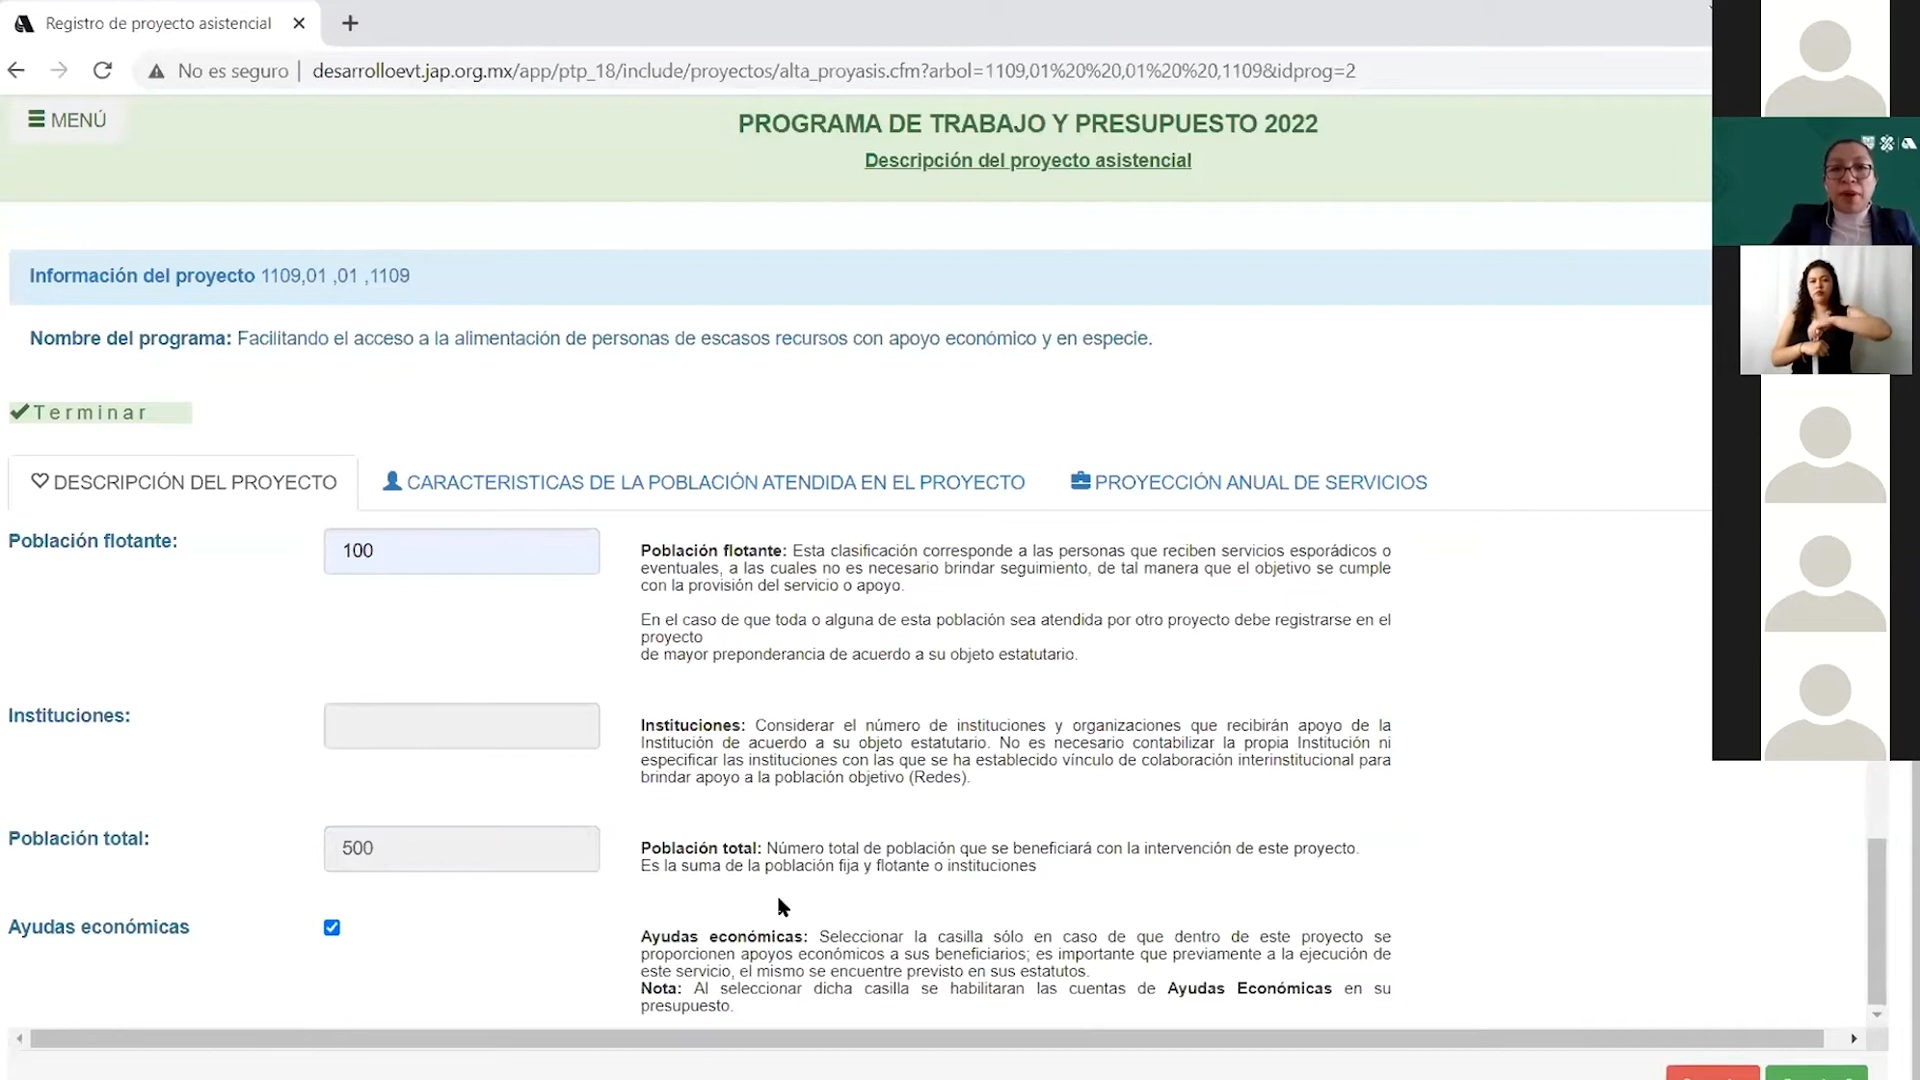 Registro de proyecto asistencial
No es seguro | desarrolloevt.jap.org.mx/app/ptp_18/include/proyectos/alta_proyasis.cfm?arbol=1109,01%20%20,01%20%20,1109&idprog=2
MENÚ
PROGRAMA DE TRABAJO Y PRESUPUESTO 2022
Descripción del proyecto asistencial
Información del proyecto 1109,01 ,01 ,1109
Nombre del programa: Facilitando el acceso a la alimentación de personas de escasos recursos con apoyo económico y en especie.
Terminar
DESCRIPCIÓN DEL PROYECTO
CARACTERISTICAS DE LA POBLACIÓN ATENDIDA EN EL PROYECTO
PROYECCIÓN ANUAL DE SERVICIOS
Población flotante:
100
Población flotante: Esta clasificación corresponde a las personas que reciben servicios esporádicos o
eventuales, a las cuales no es necesario brindar seguimiento, de tal manera que el objetivo se cumple
con la provisión del servicio o apoyo.
En el caso de que toda o alguna de esta población sea atendida por otro proyecto debe registrarse en el
proyecto
de mayor preponderancia de acuerdo a su objeto estatutario.
Instituciones:
Instituciones: Considerar el número de instituciones y organizaciones que recibirán apoyo de la
Institución de acuerdo a su objeto estatutario. No es necesario contabilizar la propia Institución ni
especificar las instituciones con las que se ha establecido vínculo de colaboración interinstitucional para
brindar apoyo a la población objetivo (Redes).
Población total:
500
Población total: Número total de población que se beneficiará con la intervención de este proyecto.
Es la suma de la población fija y flotante o instituciones
Ayudas económicas
Ayudas económicas: Seleccionar la casilla sólo en caso de que dentro de este proyecto se
proporcionen apoyos económicos a sus beneficiarios; es importante que previamente a la ejecución de
este servicio, el mismo se encuentre previsto en sus estatutos.
Nota: Al seleccionar dicha casilla se habilitaran las cuentas de Ayudas Económicas en su
presupuesto.